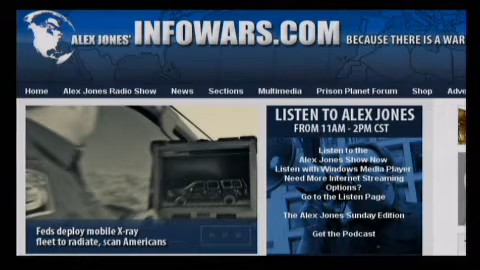 ALEX JONES' INFOWARS.COM BECAUSE THERE IS A WAR
Home Alex Jones Radio Show News Sections Multimedia Prison Planet Forum Shop Adve
LISTEN TO ALEX JONES
FROM 11AM - 2PM CST
Listen to the
Alex Jones Show Now
Listen with Windows Media Player
Need More Internet Streaming
Options?
Go to the Listen Page
The Alex Jones Sunday Edition
Get the Podcast
Feds deploy mobile X-ray
fleet to radiate, scan Americans